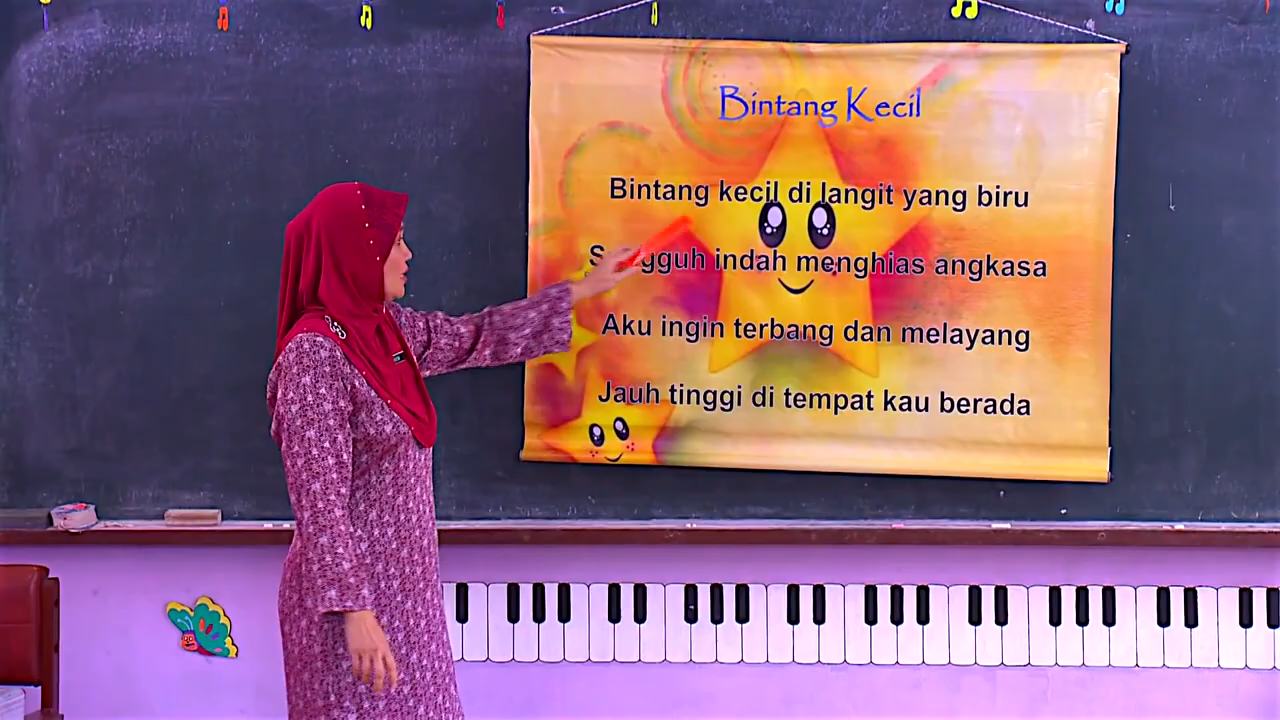 Bintang Kecil
Bintang kecil di langit yang biru
indah menghias angkasa
Aku ingin terbang dan melayang
Jauh tinggi di tempat kau berada